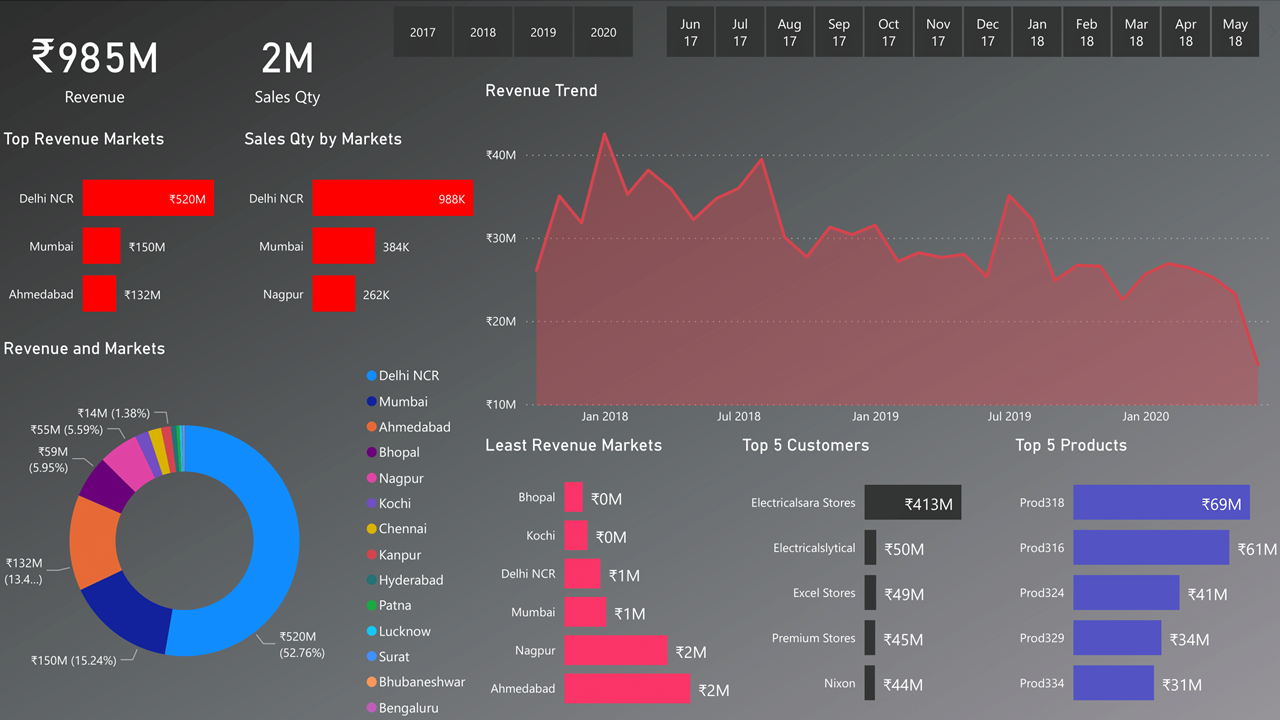 ₹985M
Revenue
2M
Sales Qty
2017 2018 2019 2020
Jun 17 Jul 17 Aug 17 Sep 17 Oct 17 Nov 17 Dec 17 Jan 18 Feb 18 Mar 18 Apr 18 May 18
Top Revenue Markets
Delhi NCR ₹520M
Mumbai ₹150M
Ahmedabad ₹132M
Sales Qty by Markets
Delhi NCR 988K
Mumbai 384K
Nagpur 262K
Revenue Trend
₹40M
₹30M
₹20M
₹10M
Jan 2018 Jul 2018 Jan 2019 Jul 2019 Jan 2020
Revenue and Markets
₹14M (1.38%)
₹55M (5.59%)
₹59M
(5.95%)
₹132M
(13.4...)
₹150M (15.24%)
₹520M
(52.76%)
Delhi NCR
Mumbai
Ahmedabad
Bhopal
Nagpur
Kochi
Chennai
Kanpur
Hyderabad
Patna
Lucknow
Surat
Bhubaneshwar
Bengaluru
Least Revenue Markets
Bhopal ₹0M
Kochi ₹0M
Delhi NCR ₹1M
Mumbai ₹1M
Nagpur ₹2M
Ahmedabad ₹2M
Top 5 Customers
Electricalsara Stores ₹413M
Electricalslytical ₹50M
Excel Stores ₹49M
Premium Stores ₹45M
Nixon ₹44M
Top 5 Products
Prod318 ₹69M
Prod316 ₹61M
Prod324 ₹41M
Prod329 ₹34M
Prod334 ₹31M